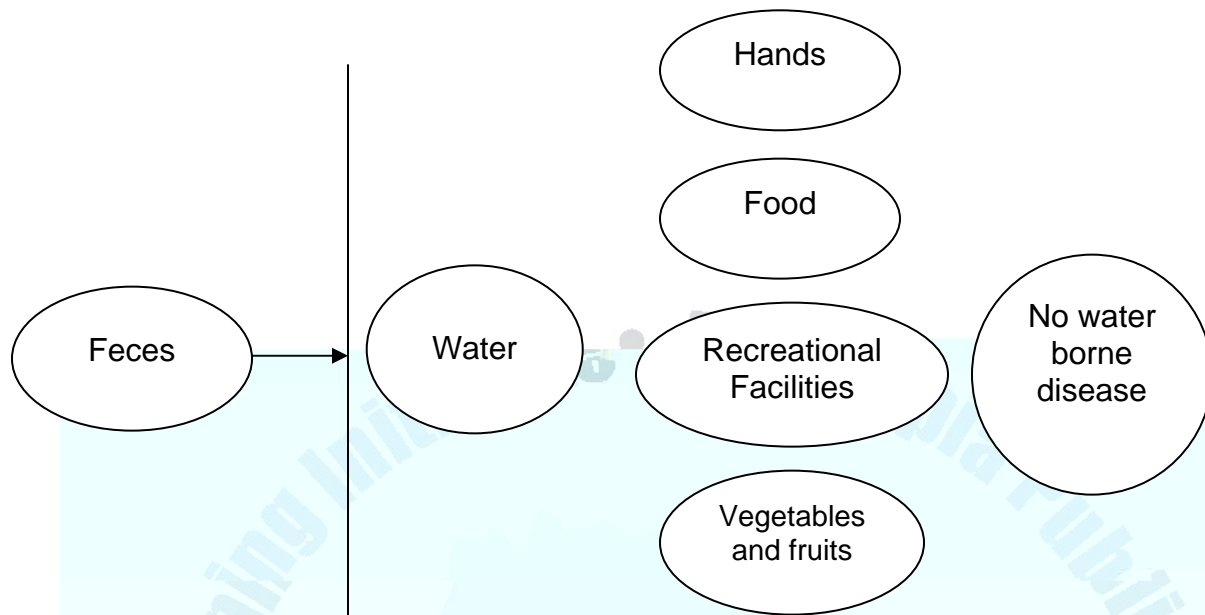 Hands
Food
Feces
Water
Recreational
Facilities
No water
borne
disease
Vegetables
and fruits